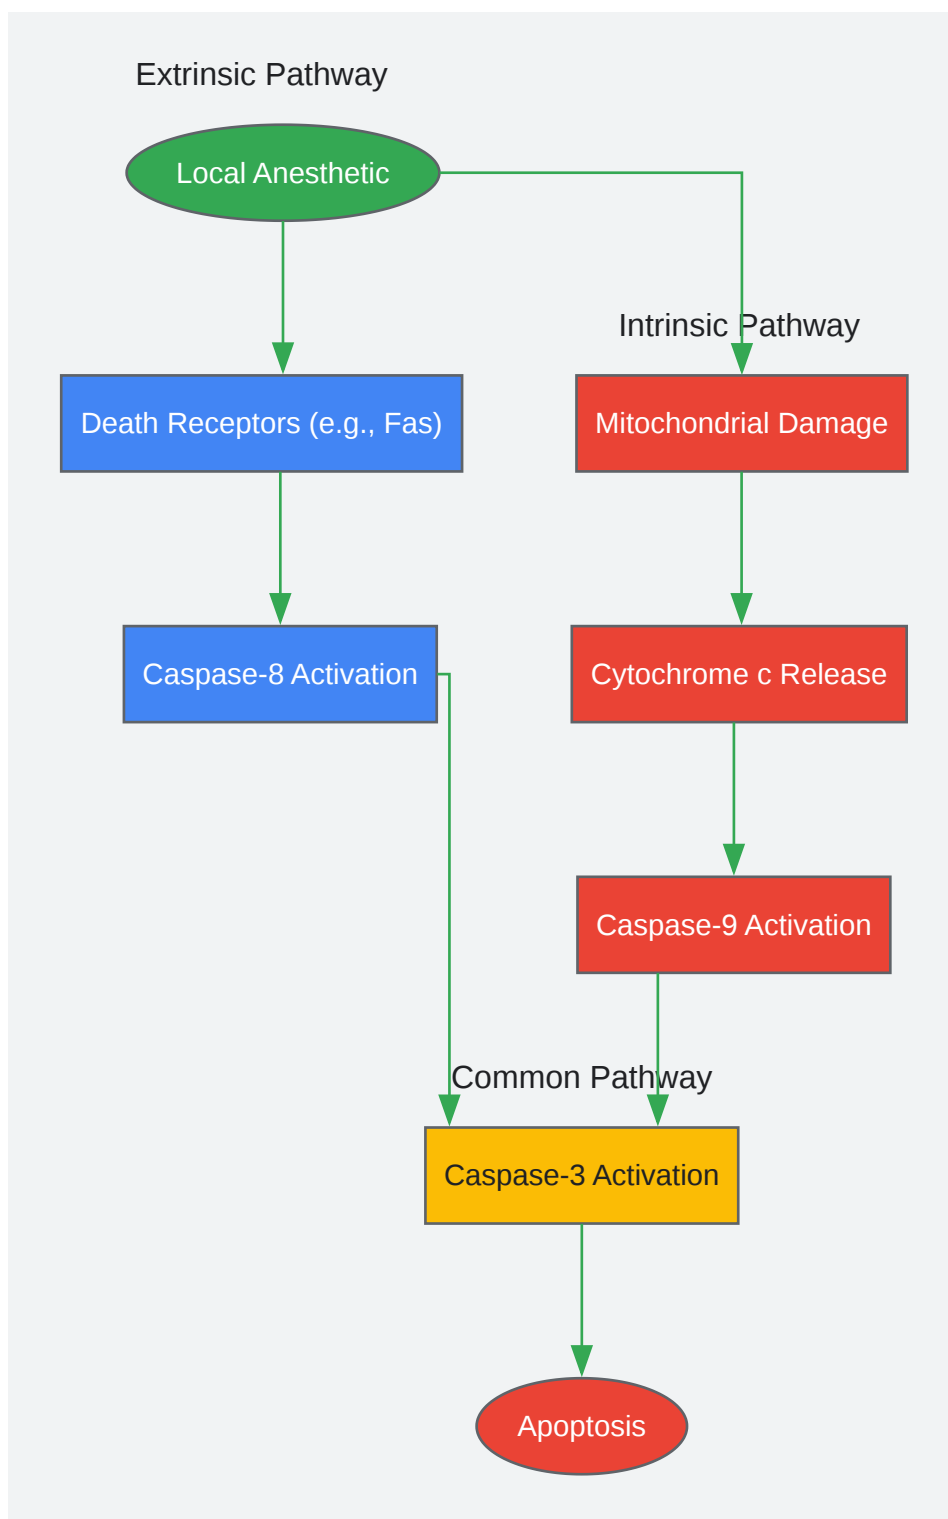 Extrinsic Pathway
Local Anesthetic
Intrinsic Pathway
Death Receptors (e.g., Fas)
Mitochondrial Damage
Caspase-8 Activation
Cytochrome c Release
Caspase-9 Activation
Common Pathway
Caspase-3 Activation
Apoptosis